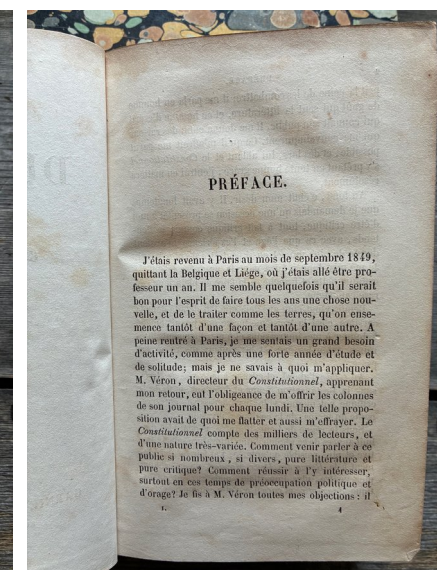 PRÉFACE.
J'étais revenu à Paris au mois de septembre 1849,
quittant la Belgique et Liége, où j'étais allé être pro-
fesseur un an. Il me semble quelquefois qu'il serait
bon pour l'esprit de faire tous les ans une chose nou-
velle, et de le traiter comme les terres, qu'on ense-
mence tantôt d'une façon et tantôt d'une autre. A
peine rentré à Paris, je me sentais un grand besoin
d'activité, comme après une forte année d'étude et
de solitude; mais je ne savais à quoi m'appliquer.
M. Véron, directeur du Constitutionnel, apprenant
mon retour, eut l'obligeance de m'offrir les colonnes
de son journal pour chaque lundi. Une telle propo-
sition avait de quoi me flatter et aussi m'effrayer. Le
Constitutionnel compte des milliers de lecteurs, et
d'une nature très-variée. Comment venir parler à ce
public si nombreux, si divers, pure littérature et
pure critique? Comment réussir à l'y intéresser,
surtout en ces temps de préoccupation politique et
d'orage? Je fis à M. Véron toutes mes objections: il
I. 1